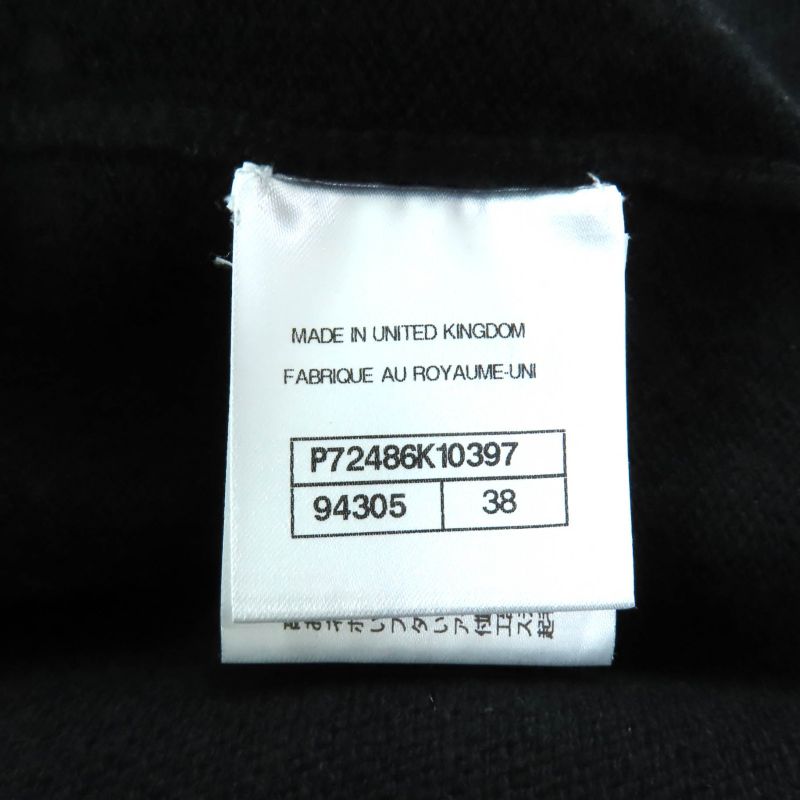 MADE IN UNITED KINGDOM
FABRIQUE AU ROYAUME-UNI
P72486K10397
94305 38